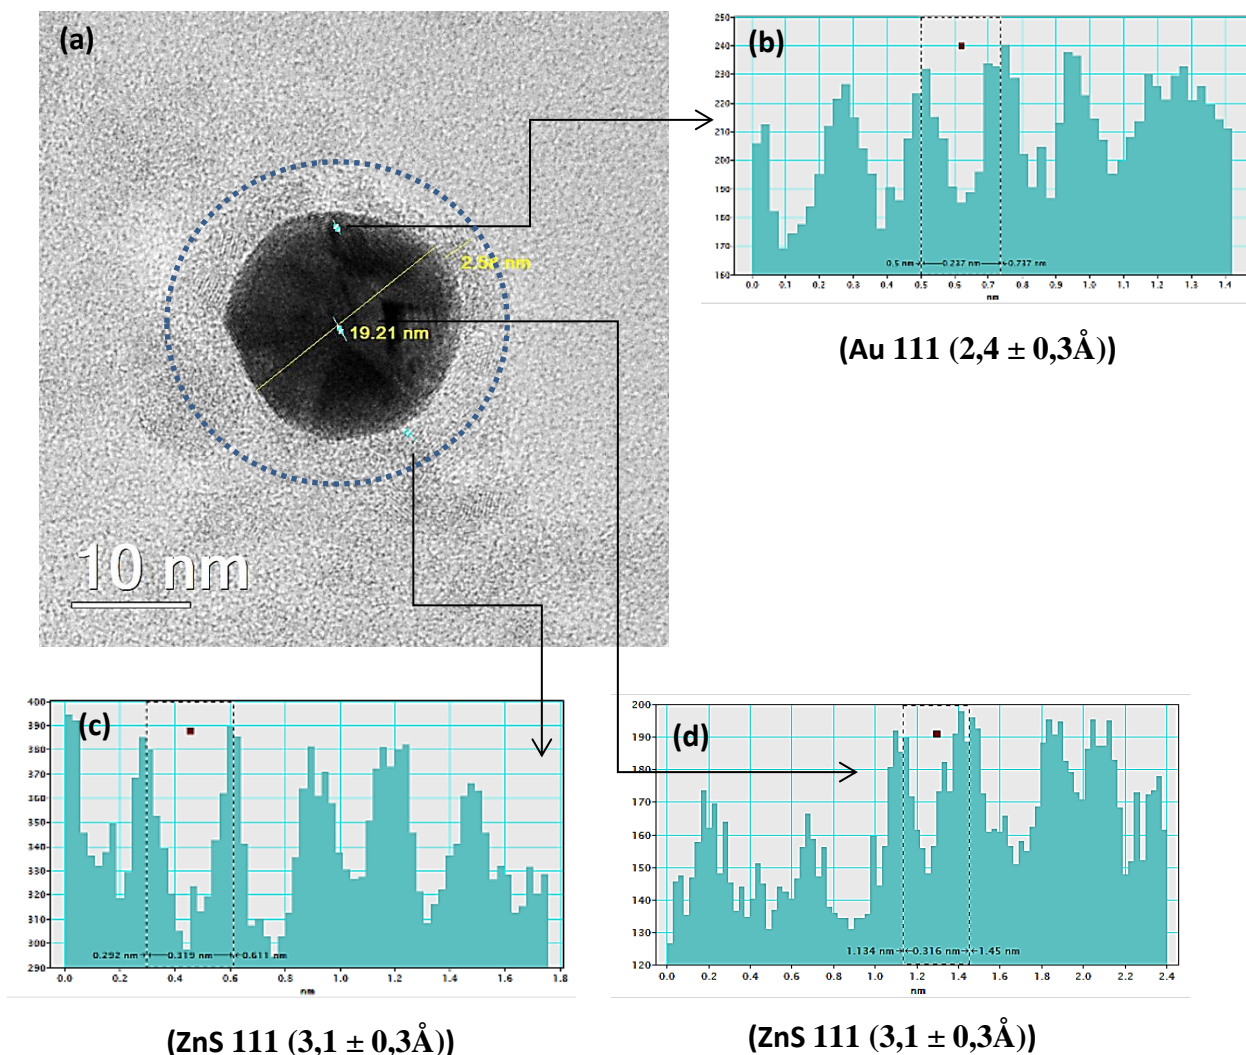 (a)
2.5 nm
19.21 nm
10 nm
(b)
250
240
230
220
210
200
190
180
170
160
0.5 nm 0.237 nm 0.737 nm
0.0 0.1 0.2 0.3 0.4 0.5 0.6 0.7 0.8 0.9 1.0 1.1 1.2 1.3 1.4
nm
(Au 111 (2,4 ± 0,3Å))
(c)
400
390
380
370
360
350
340
330
320
310
300
290
0.292 nm 0.319 nm 0.611 nm
0.0 0.2 0.4 0.6 0.8 1.0 1.2 1.4 1.6 1.8
nm
(ZnS 111 (3,1 ± 0,3Å))
(d)
200
190
180
170
160
150
140
130
120
1.134 nm 0.316 nm 1.45 nm
0.0 0.2 0.4 0.6 0.8 1.0 1.2 1.4 1.6 1.8 2.0 2.2 2.4
nm
(ZnS 111 (3,1 ± 0,3Å))